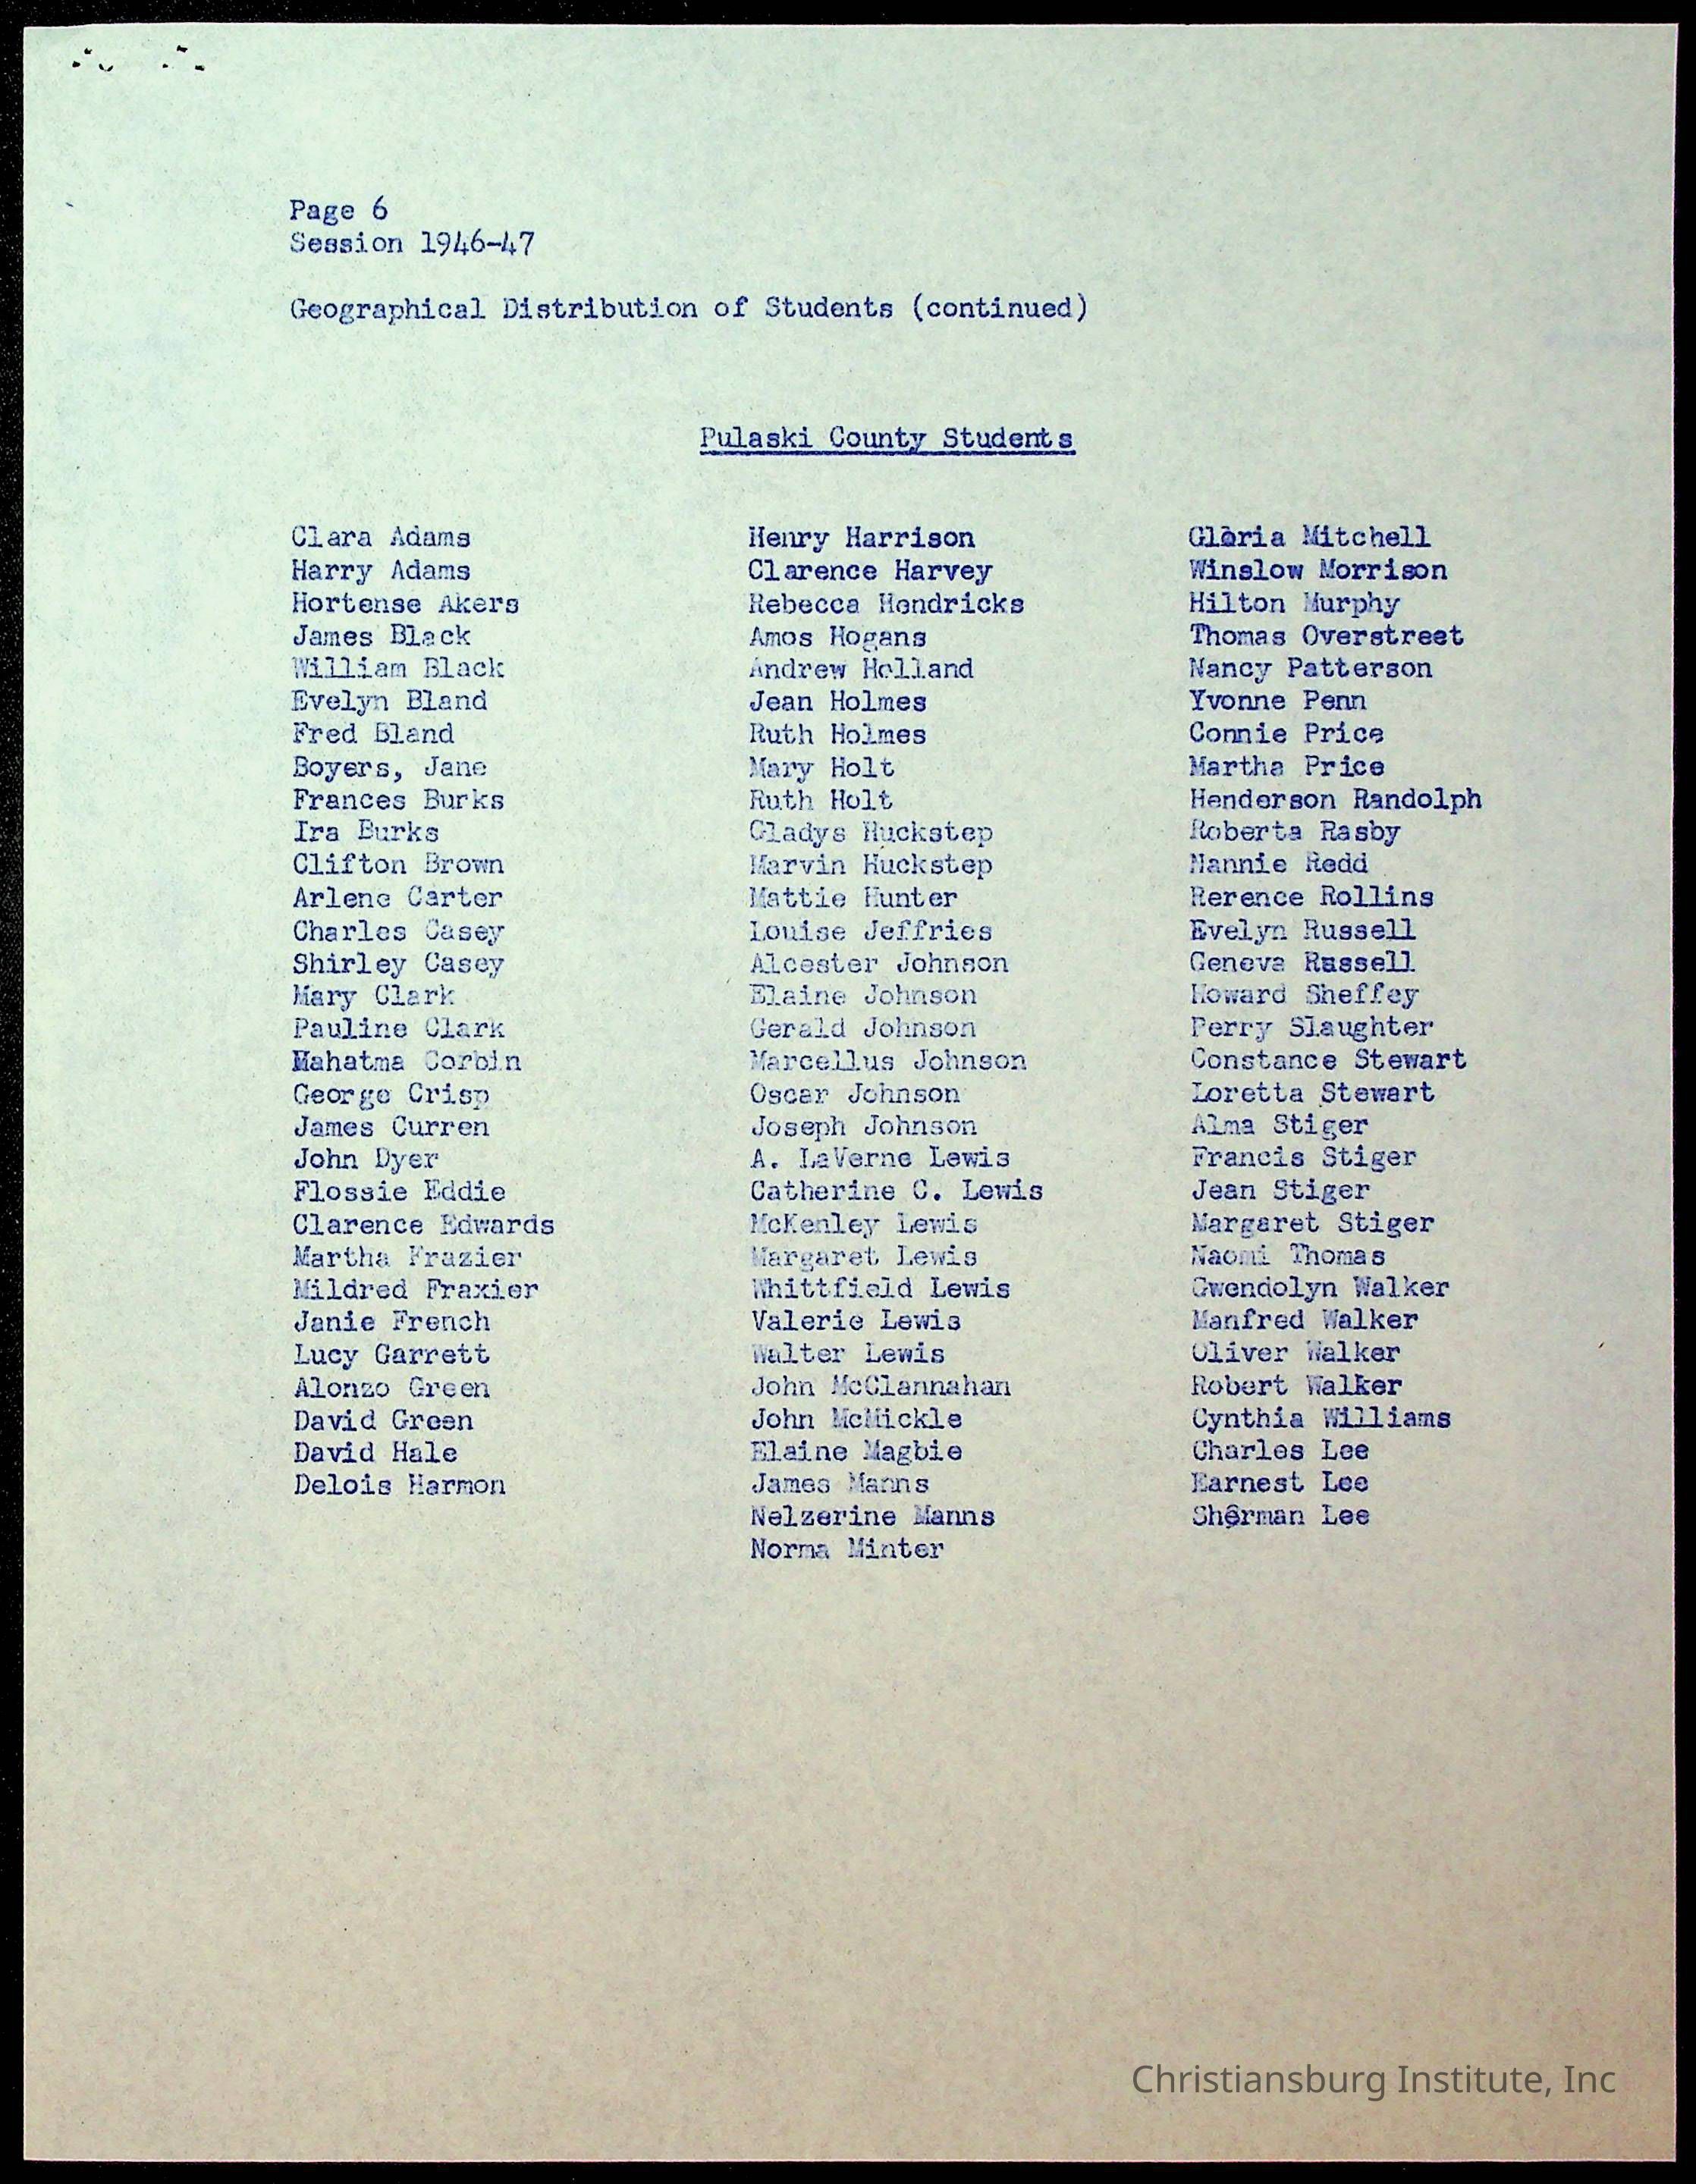 Page 6
Session 1946-47
Geographical Distribution of Students (continued)
Pulaski County Students
Clara Adams
Harry Adams
Hortense Akers
James Black
William Black
Evelyn Bland
Fred Bland
Boyers, Jane
Frances Burks
Ira Burks
Clifton Brown
Arlene Carter
Charles Casey
Shirley Casey
Mary Clark
Pauline Clark
Mahatma Corbin
George Crisp
James Curren
John Dyer
Flossie Eddie
Clarence Edwards
Martha Frazier
Mildred Fraxier
Janie French
Lucy Garrett
Alonzo Green
David Green
David Hale
Delois Harmon
Henry Harrison
Clarence Harvey
Rebecca Hendricks
Amos Hogans
Andrew Holland
Jean Holmes
Ruth Holmes
Mary Holt
Ruth Holt
Gladys Huckstep
Marvin Huckstep
Mattie Hunter
Louise Jeffries
Alcester Johnson
Elaine Johnson
Gerald Johnson
Marcellus Johnson
Oscar Johnson
Joseph Johnson
A. LaVerne Lewis
Catherine C. Lewis
McKenley Lewis
Margaret Lewis
Whittfield Lewis
Valerie Lewis
Walter Lewis
John McClannahan
John McMickle
Elaine Magbie
James Manns
Nelzerine Manns
Norma Minter
Gloria Mitchell
Winslow Morrison
Hilton Murphy
Thomas Overstreet
Nancy Patterson
Yvonne Penn
Connie Price
Martha Price
Henderson Randolph
Roberta Rasby
Nannie Redd
Rerence Rollins
Evelyn Russell
Geneva Russell
Howard Sheffey
Perry Slaughter
Constance Stewart
Loretta Stewart
Alma Stiger
Francis Stiger
Jean Stiger
Margaret Stiger
Naomi Thomas
Gwendolyn Walker
Manfred Walker
Oliver Walker
Robert Walker
Cynthia Williams
Charles Lee
Earnest Lee
Sherman Lee
Christiansburg Institute, Inc